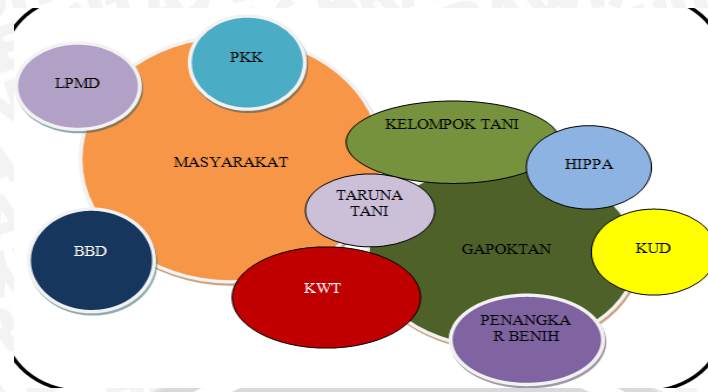 PKK
LPMD
KELOMPOK TANI
MASYARAKAT
HIPPA
TARUNA
TANI
BBD
GAPOKTAN
KUD
KWT
PENANGKA
R BENIH